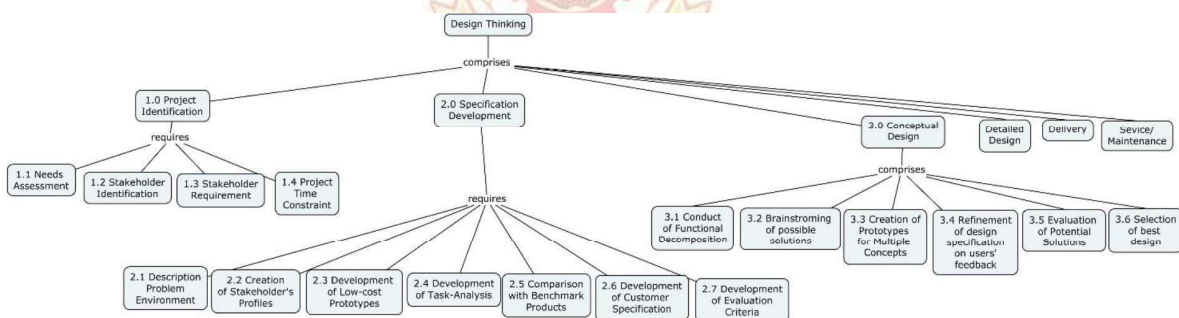 Design Thinking
comprises
1.0 Project
Identification
2.0 Specification
Development
3.0 Conceptual
Design
Detailed
Design
Delivery
Sevice/
Maintenance
requires
1.1 Needs
Assessment
1.2 Stakeholder
Identification
1.3 Stakeholder
Requirement
1.4 Project
Time
Constraint
requires
2.1 Description
Problem
Environment
2.2 Creation
of Stakeholder's
Profiles
2.3 Development
of Low-cost
Prototypes
2.4 Development
of Task-Analysis
2.5 Comparison
with Benchmark
Products
2.6 Development
of Customer
Specification
2.7 Development
of Evaluation
Criteria
comprises
3.1 Conduct
of Functional
Decomposition
3.2 Brainstroming
of possible
solutions
3.3 Creation of
Prototypes
for Multiple
Concepts
3.4 Refinement
of design
specification
on users'
feedback
3.5 Evaluation
of Potential
Solutions
3.6 Selection
of best
design